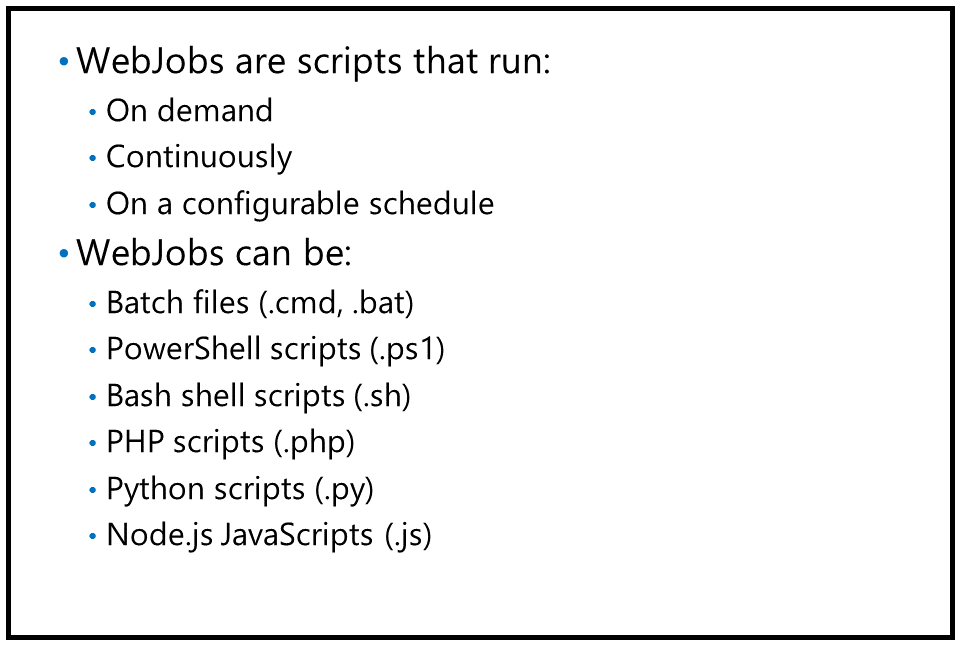 • WebJobs are scripts that run:
• On demand
• Continuously
• On a configurable schedule
• WebJobs can be:
• Batch files (.cmd, .bat)
• PowerShell scripts (.ps1)
• Bash shell scripts (.sh)
• PHP scripts (.php)
• Python scripts (.py)
• Node.js JavaScripts (.js)